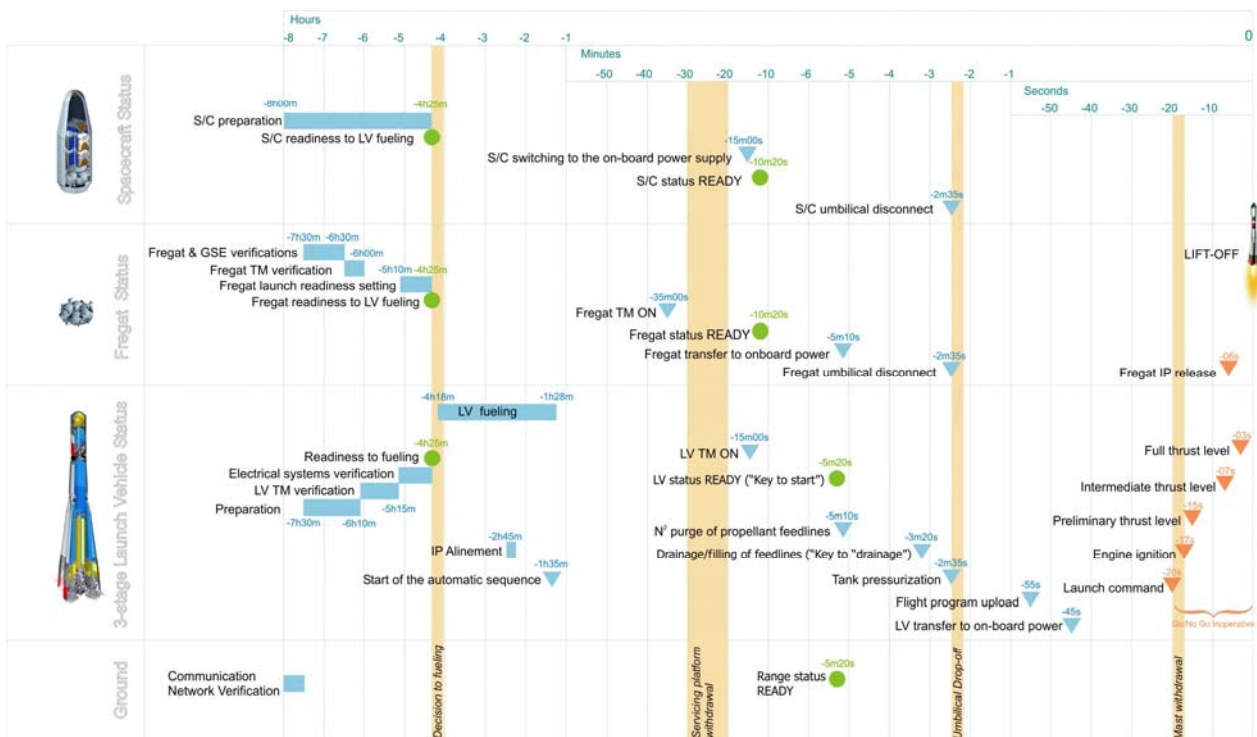 Hours
-8 -7 -6 -5 -4 -3 -2 -1 0
Minutes
-50 -40 -30 -20 -10 -5 -4 -3 -2 -1
Seconds
-50 -40 -30 -20 -10
Spacecraft Status
-8h00m
-4h25m
S/C preparation
S/C readiness to LV fueling
-15m00s
S/C switching to the on-board power supply
-10m20s
S/C status READY
-2m35s
S/C umbilical disconnect
Fregat Status
-7h30m -6h30m
Fregat & GSE verifications
-6h00m
Fregat TM verification
-5h10m -4h25m
Fregat launch readiness setting
Fregat readiness to LV fueling
-35m00s
Fregat TM ON
-10m20s
Fregat status READY
-5m10s
Fregat transfer to onboard power
-2m35s
Fregat umbilical disconnect
LIFT-OFF
-06s
Fregat IP release
3-stage Launch Vehicle Status
-4h18m
-1h28m
LV fueling
-4h25m
Readiness to fueling
Electrical systems verification
LV TM verification
-5h15m
Preparation
-7h30m
-6h10m
-2h45m
IP Alinement
-1h35m
Start of the automatic sequence
-15m00s
LV TM ON
-5m20s
LV status READY ("Key to start")
-5m10s
N² purge of propellant feedlines
-3m20s
Drainage/filling of feedlines ("Key to "drainage")
-2m35s
Tank pressurization
-55s
Flight program upload
-45s
LV transfer to on-board power
-03s
Full thrust level
-07s
Intermediate thrust level
-15s
Preliminary thrust level
-17s
Engine ignition
-20s
Launch command
Go/No Go Inoperative
Ground
Communication
Network Verification
Decision to fueling
Servicing platform
withdrawal
-5m20s
Range status
READY
Umbilical Drop-off
Mast withdrawal